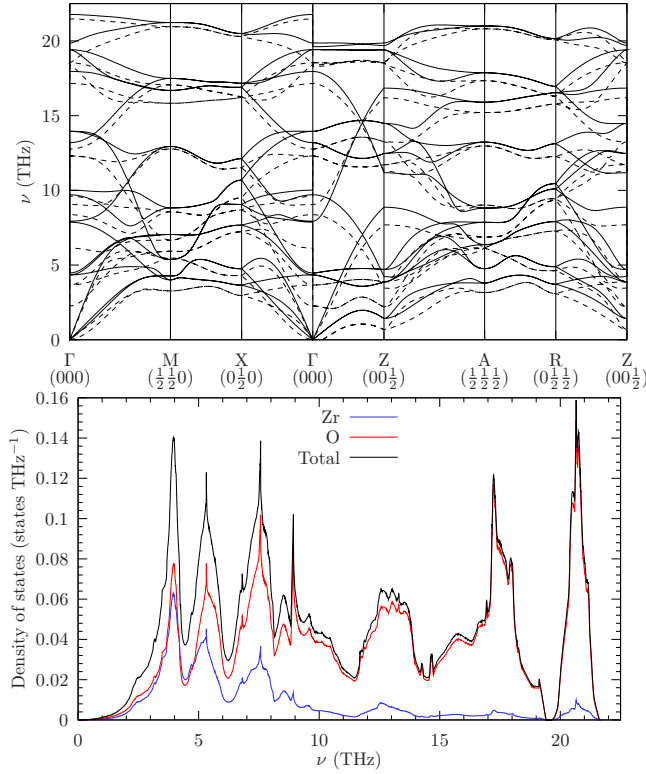 20
15
10
5
0
ν (THz)
Γ M X Γ Z A R Z
(000) (½½0) (0½0) (000) (00½) (½½½) (0½½) (00½)
0.16
0.14
0.12
0.1
0.08
0.06
0.04
0.02
0
Density of states (states THz⁻¹)
Zr
O
Total
0 5 10 15 20
ν (THz)